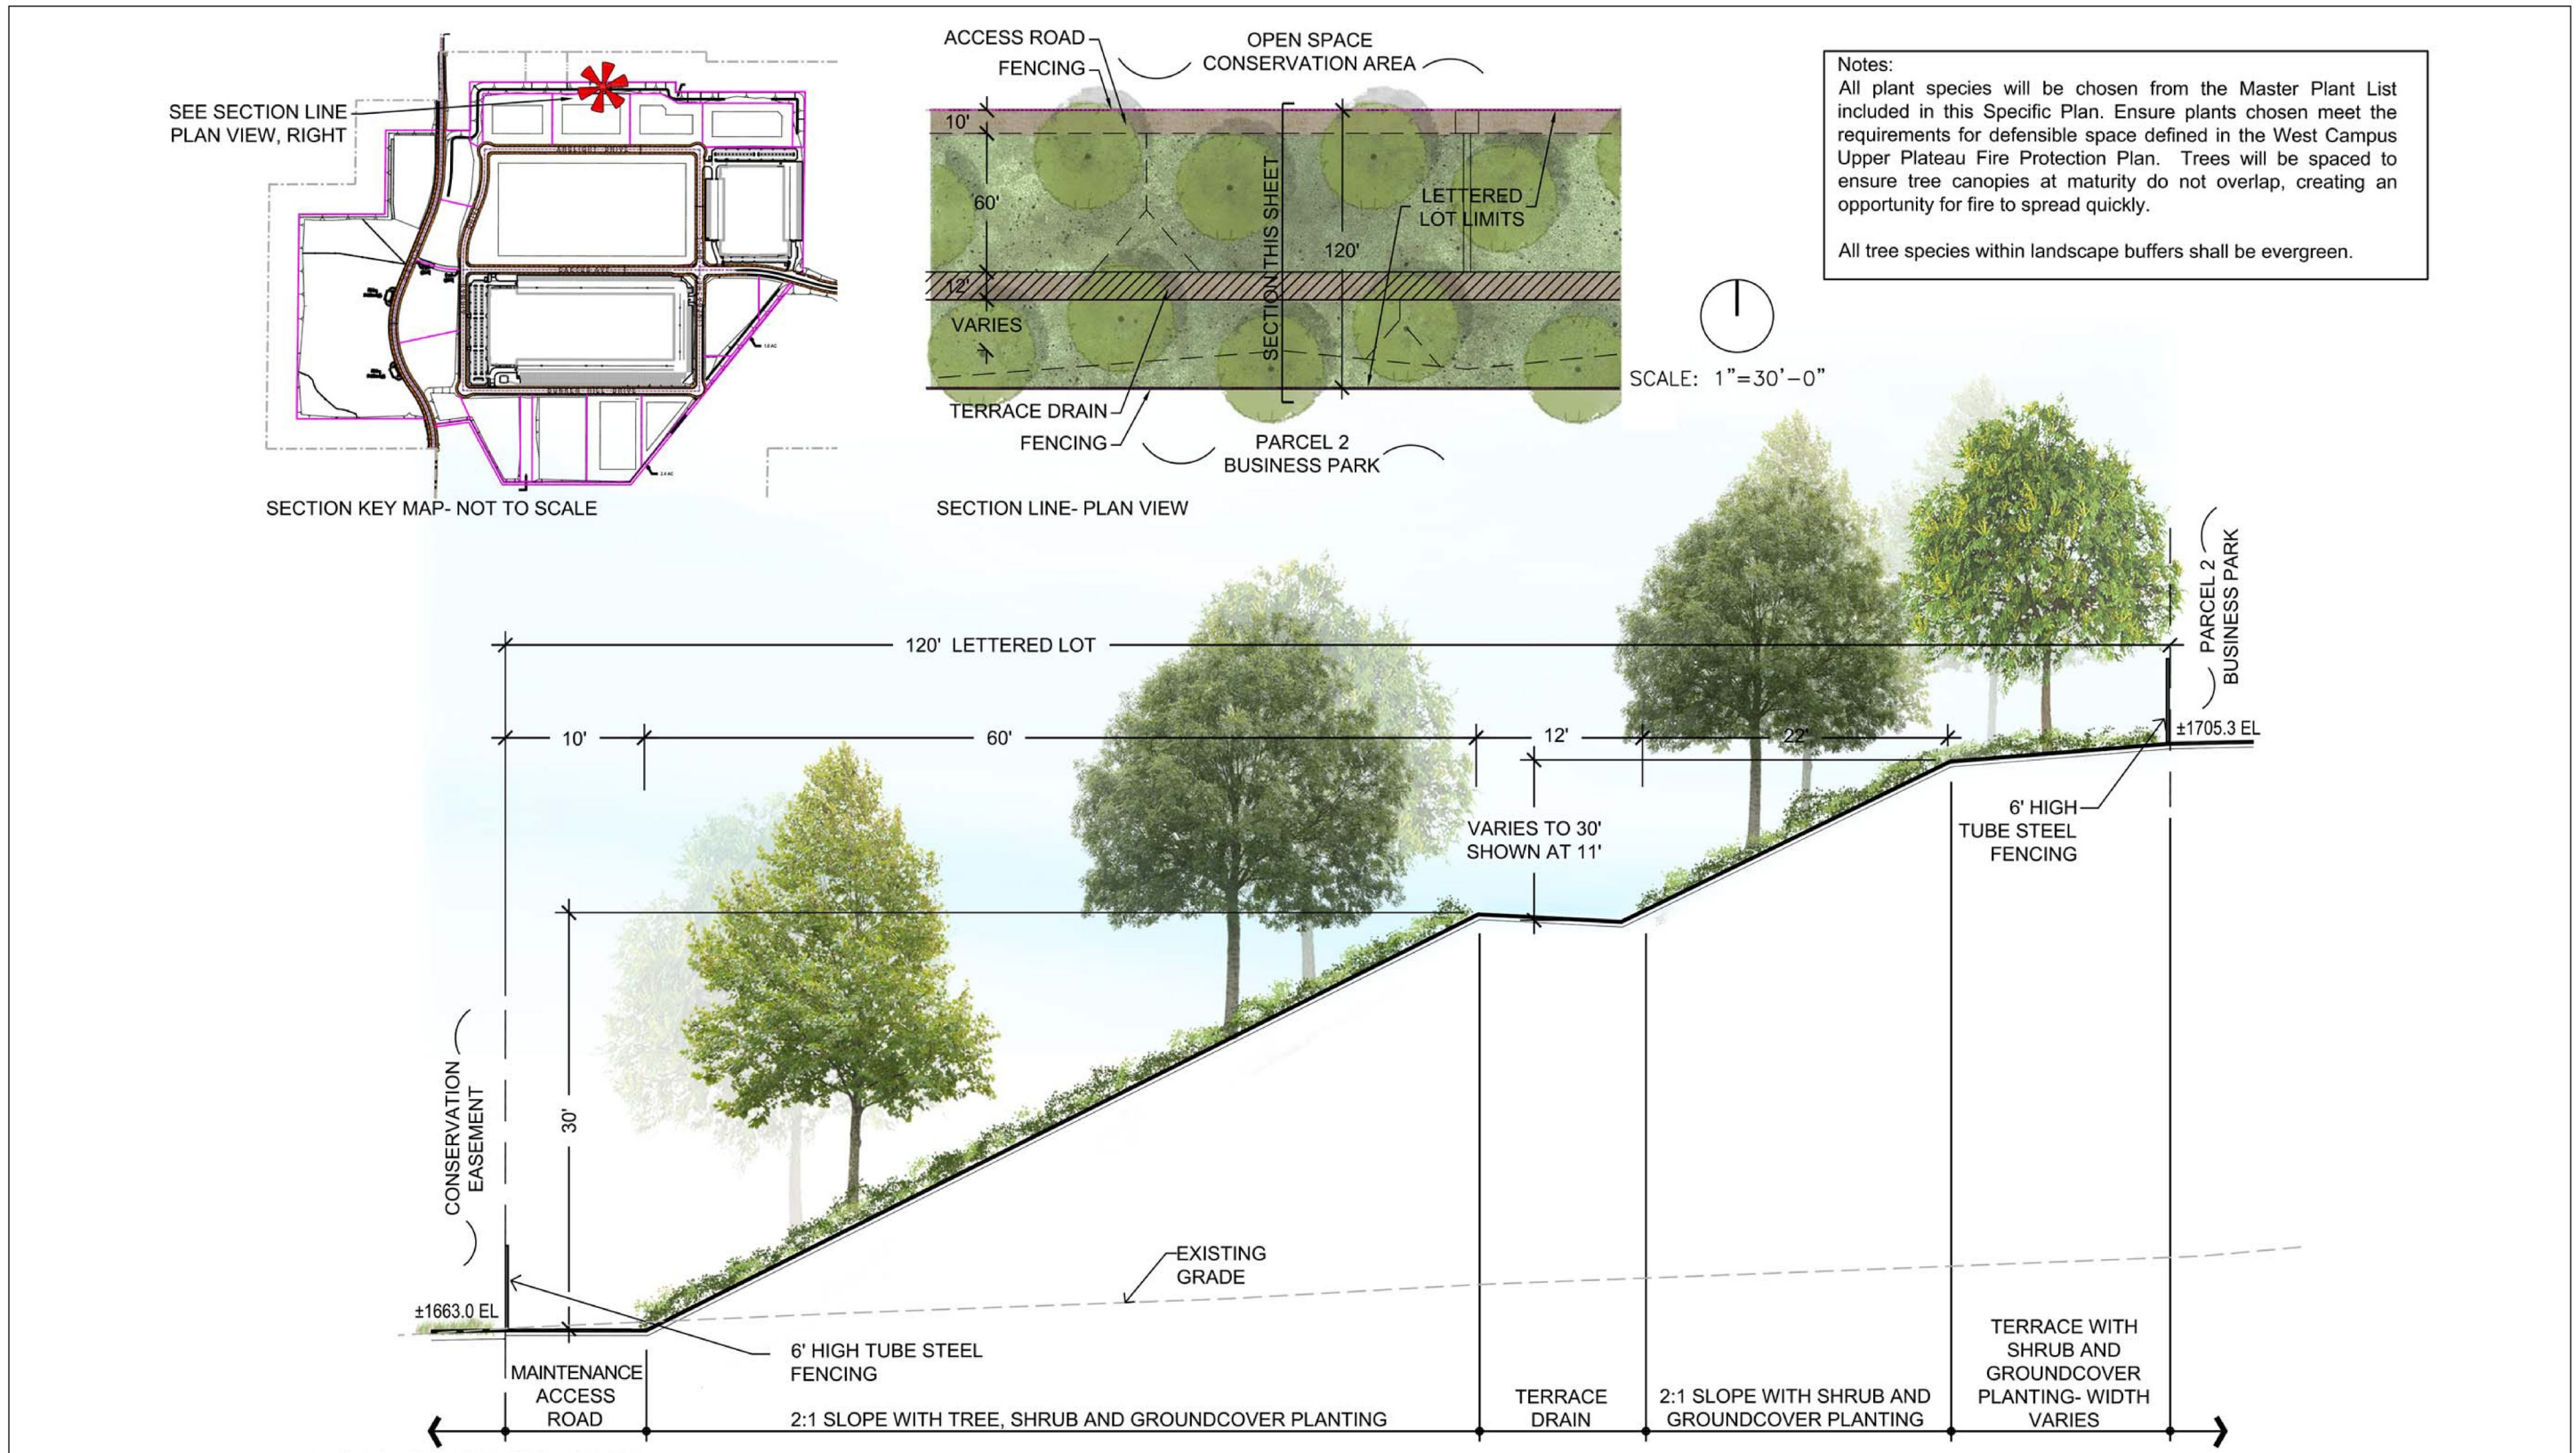 SEE SECTION LINE
PLAN VIEW, RIGHT
CACTUS AVE
BUNKER HILL DRIVE
SECTION KEY MAP- NOT TO SCALE
ACCESS ROAD
FENCING
OPEN SPACE
CONSERVATION AREA
10'
60'
12'
VARIES
SECTION THIS SHEET
120'
LETTERED
LOT LIMITS
TERRACE DRAIN
FENCING
PARCEL 2
BUSINESS PARK
SECTION LINE- PLAN VIEW
SCALE: 1"=30'-0"
Notes:
All plant species will be chosen from the Master Plant List
included in this Specific Plan. Ensure plants chosen meet the
requirements for defensible space defined in the West Campus
Upper Plateau Fire Protection Plan. Trees will be spaced to
ensure tree canopies at maturity do not overlap, creating an
opportunity for fire to spread quickly.
All tree species within landscape buffers shall be evergreen.
120' LETTERED LOT
10'
60'
12'
22'
PARCEL 2
BUSINESS PARK
±1705.3 EL
VARIES TO 30'
SHOWN AT 11'
6' HIGH
TUBE STEEL
FENCING
30'
CONSERVATION
EASEMENT
±1663.0 EL
EXISTING
GRADE
6' HIGH TUBE STEEL
FENCING
MAINTENANCE
ACCESS
ROAD
2:1 SLOPE WITH TREE, SHRUB AND GROUNDCOVER PLANTING
TERRACE
DRAIN
2:1 SLOPE WITH SHRUB AND
GROUNDCOVER PLANTING
TERRACE WITH
SHRUB AND
GROUNDCOVER
PLANTING- WIDTH
VARIES